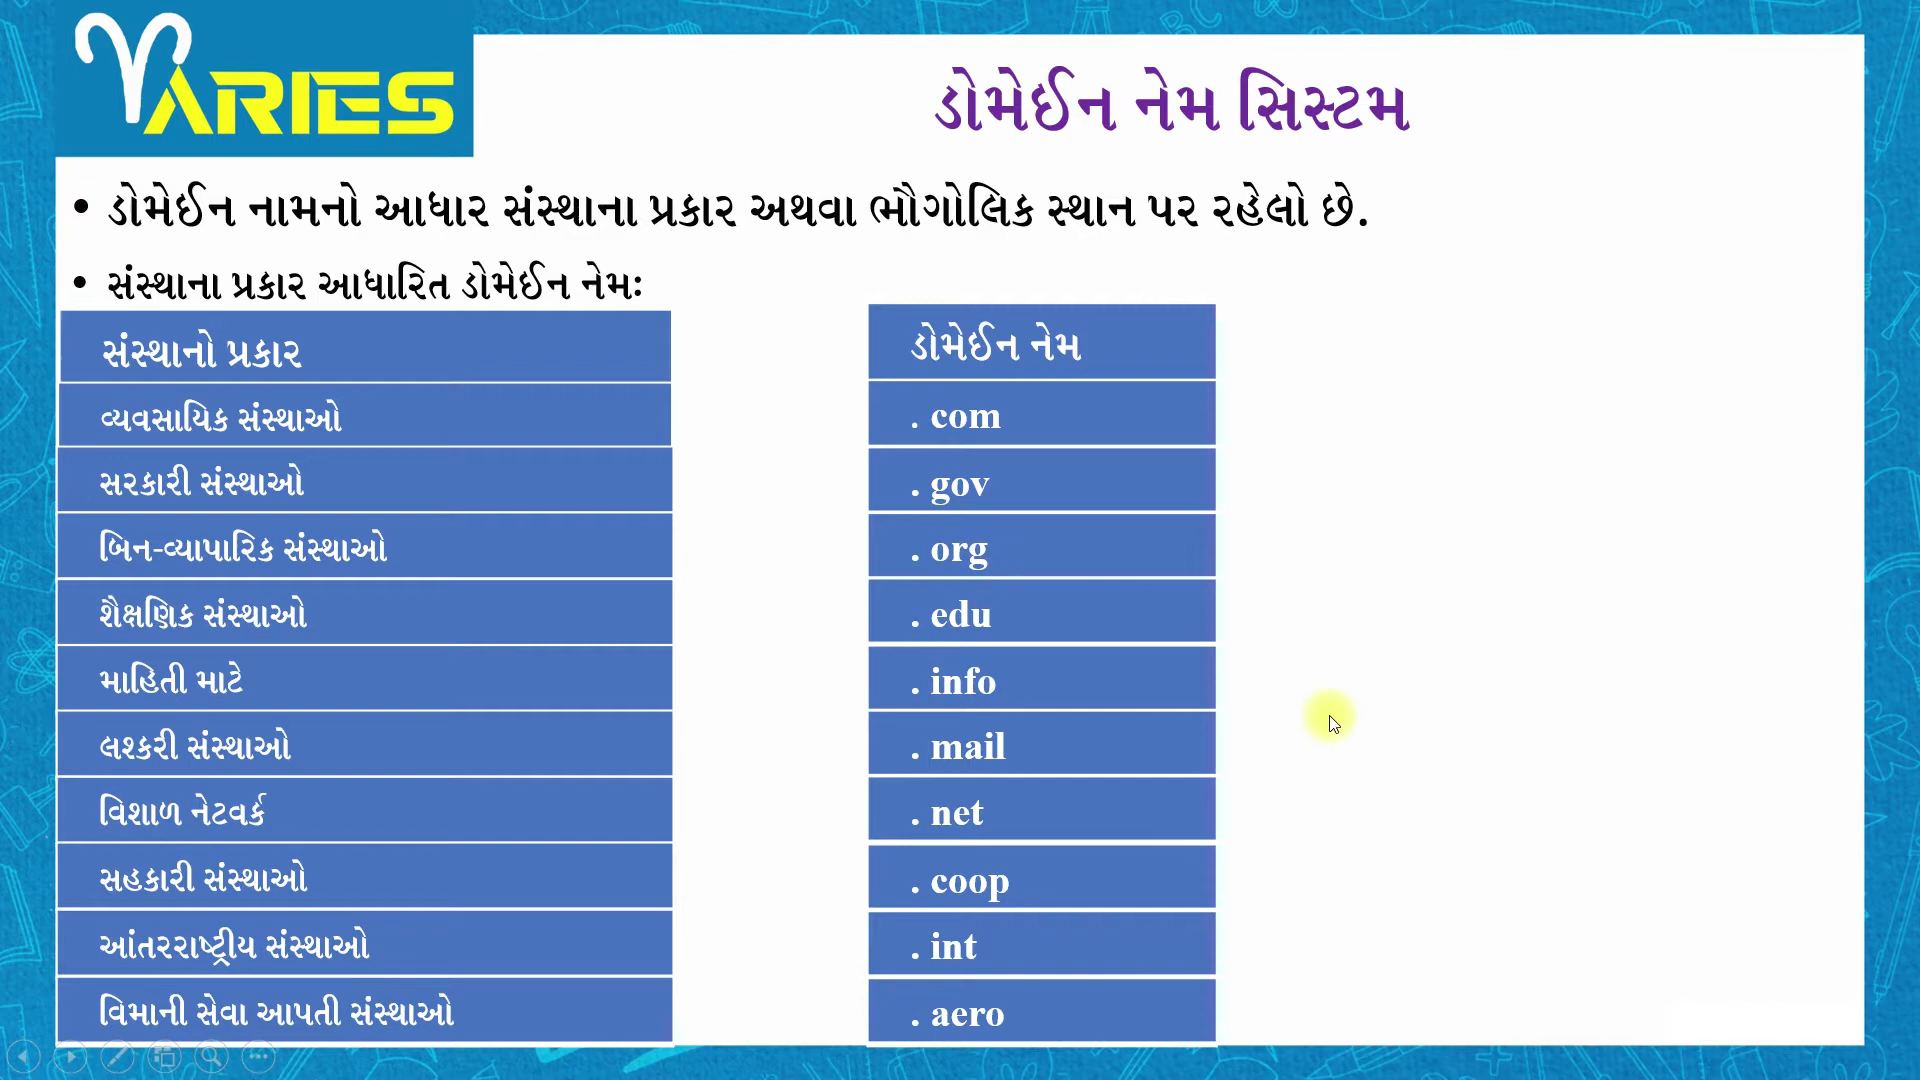 ARIES
ડોમેઈન નેમ સિસ્ટમ
• ડોમેઈન નામનો આધાર સંસ્થાના પ્રકાર અથવા ભૌગોલિક સ્થાન પર રહેલો છે.
• સંસ્થાના પ્રકાર આધારિત ડોમેઈન નેમઃ
સંસ્થાનો પ્રકાર ડોમેઈન નેમ
વ્યવસાયિક સંસ્થાઓ . com
સરકારી સંસ્થાઓ . gov
બિન-વ્યાપારિક સંસ્થાઓ . org
શૈક્ષણિક સંસ્થાઓ . edu
માહિતી માટે . info
લશ્કરી સંસ્થાઓ . mail
વિશાળ નેટવર્ક . net
સહકારી સંસ્થાઓ . coop
આંતરરાષ્ટ્રીય સંસ્થાઓ . int
વિમાની સેવા આપતી સંસ્થાઓ . aero